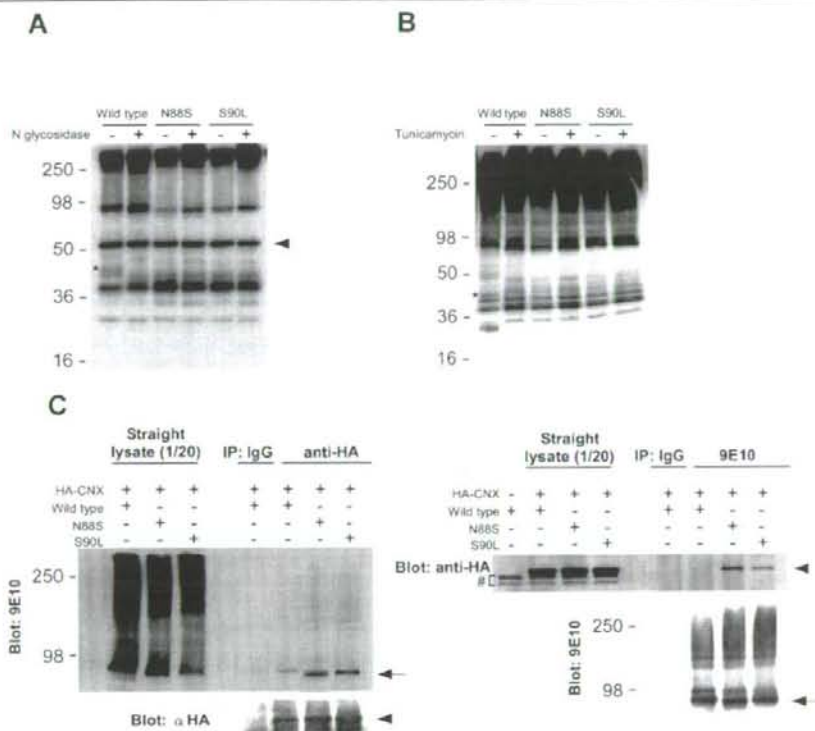 A
Wild type N88S S90L
N glycosidase - + - + - +
250 -
98 -
50 -
*
36 -
16 -
B
Wild type N88S S90L
Tunicamycin - + - + - +
250 -
98 -
50 -
*
36 -
16 -
C
Straight lysate (1/20) IP: IgG anti-HA
HA-CNX + + + + + + +
Wild type + - - + + - -
N88S - + - - - + -
S90L - - + - - - +
Blot: 9E10
250 -
98 -
Blot: α HA
Straight lysate (1/20) IP: IgG 9E10
HA-CNX - + + + + + + +
Wild type + + - - + + - -
N88S - - + - - - + -
S90L - - - + - - - +
Blot: anti-HA
#[
Blot: 9E10
250 -
98 -